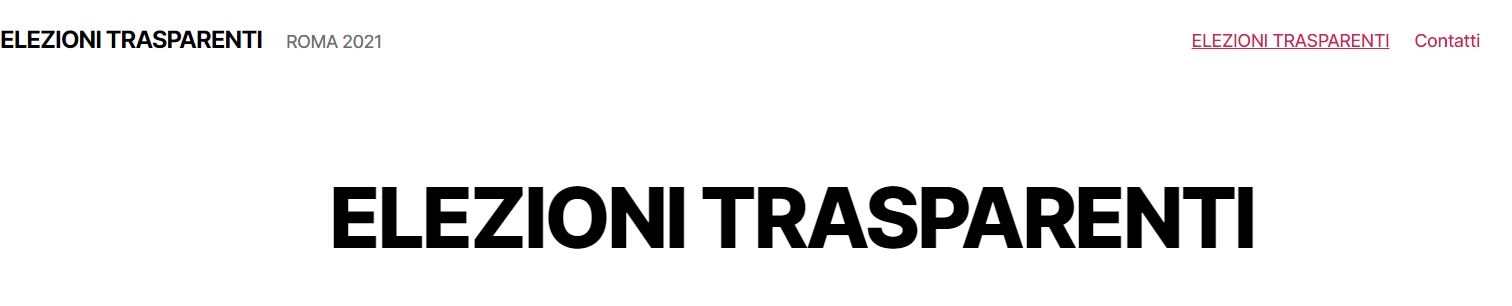 ELEZIONI TRASPARENTI ROMA 2021 ELEZIONI TRASPARENTI Contatti
ELEZIONI TRASPARENTI